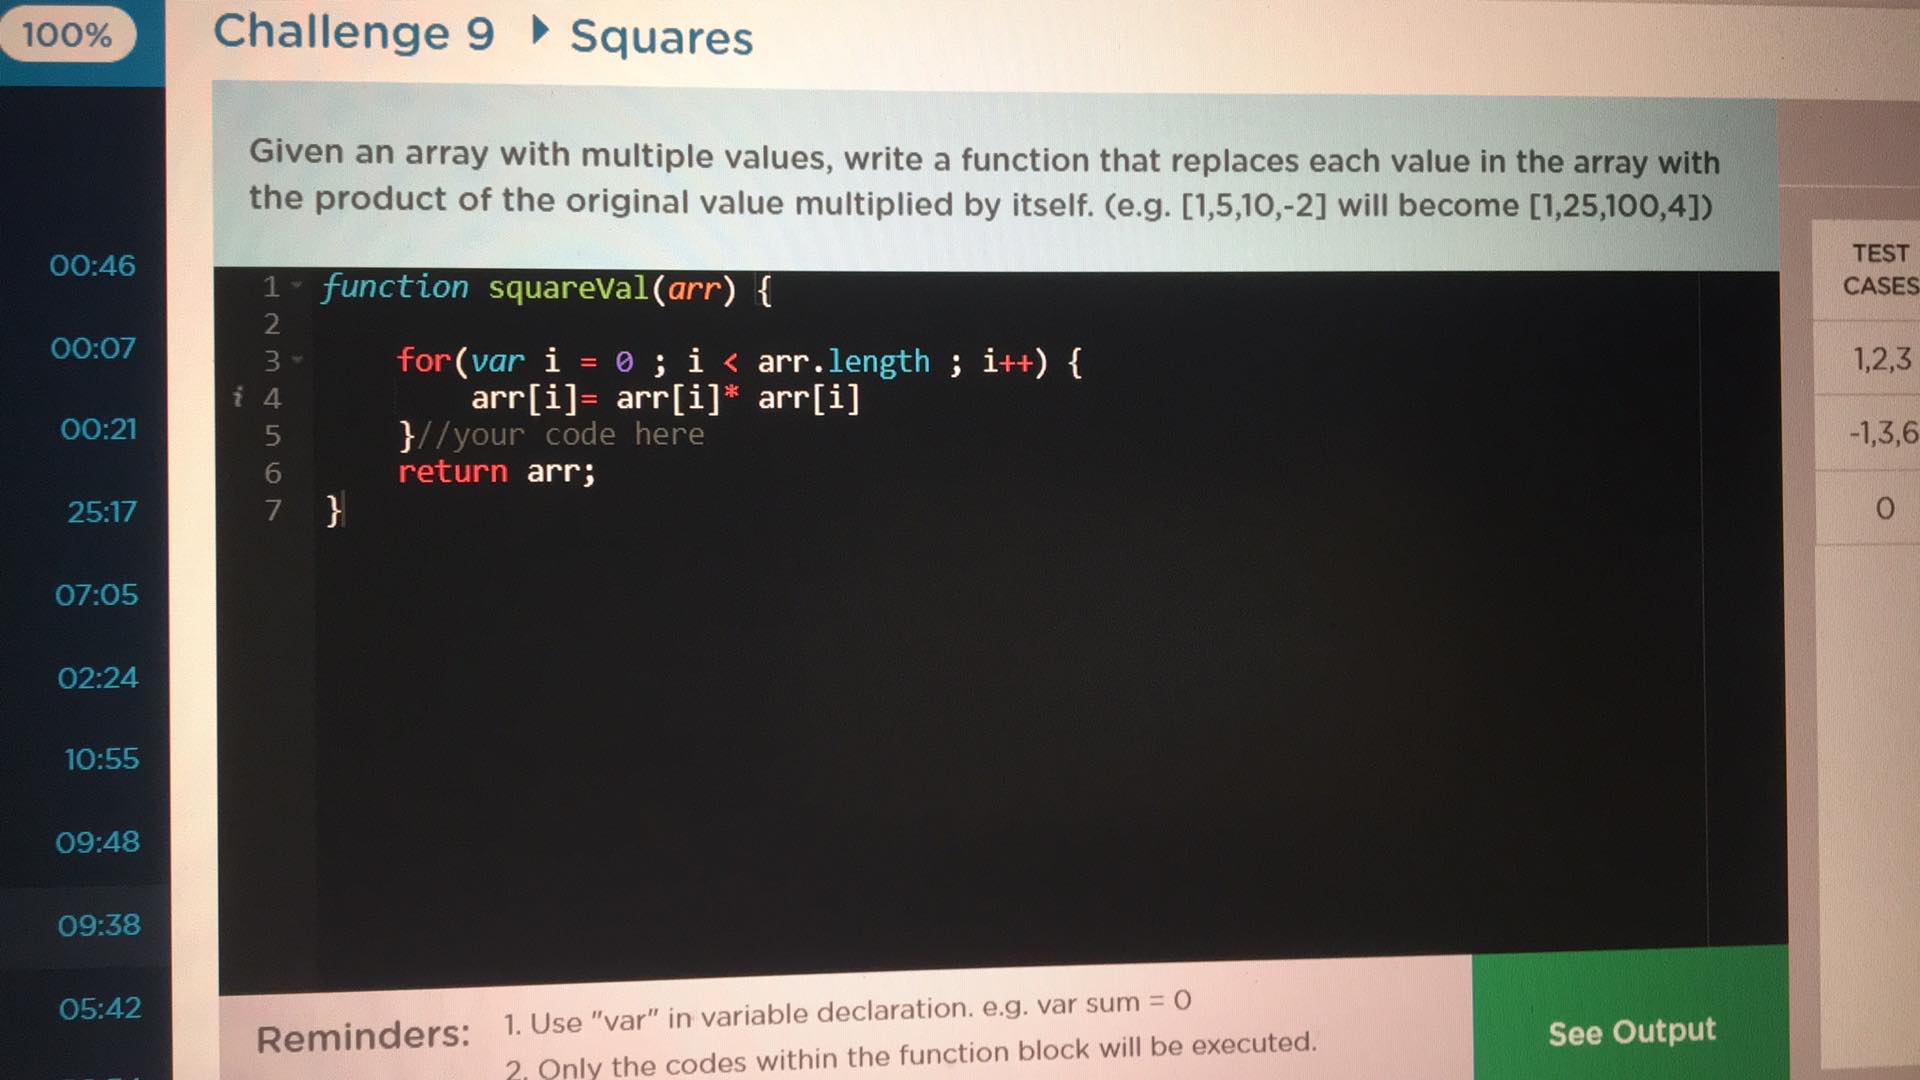 100%
Challenge 9 ▸ Squares
Given an array with multiple values, write a function that replaces each value in the array with
the product of the original value multiplied by itself. (e.g. [1,5,10,-2] will become [1,25,100,4])
00:46
00:07
00:21
25:17
07:05
02:24
10:55
09:48
09:38
05:42
1 function squareVal(arr) {
2
3 for(var i = 0 ; i < arr.length ; i++) {
i 4 arr[i]= arr[i]* arr[i]
5 }//your code here
6 return arr;
7 }
TEST
CASES
1,2,3
-1,3,6
0
Reminders:
1. Use "var" in variable declaration. e.g. var sum = 0
2. Only the codes within the function block will be executed.
See Output